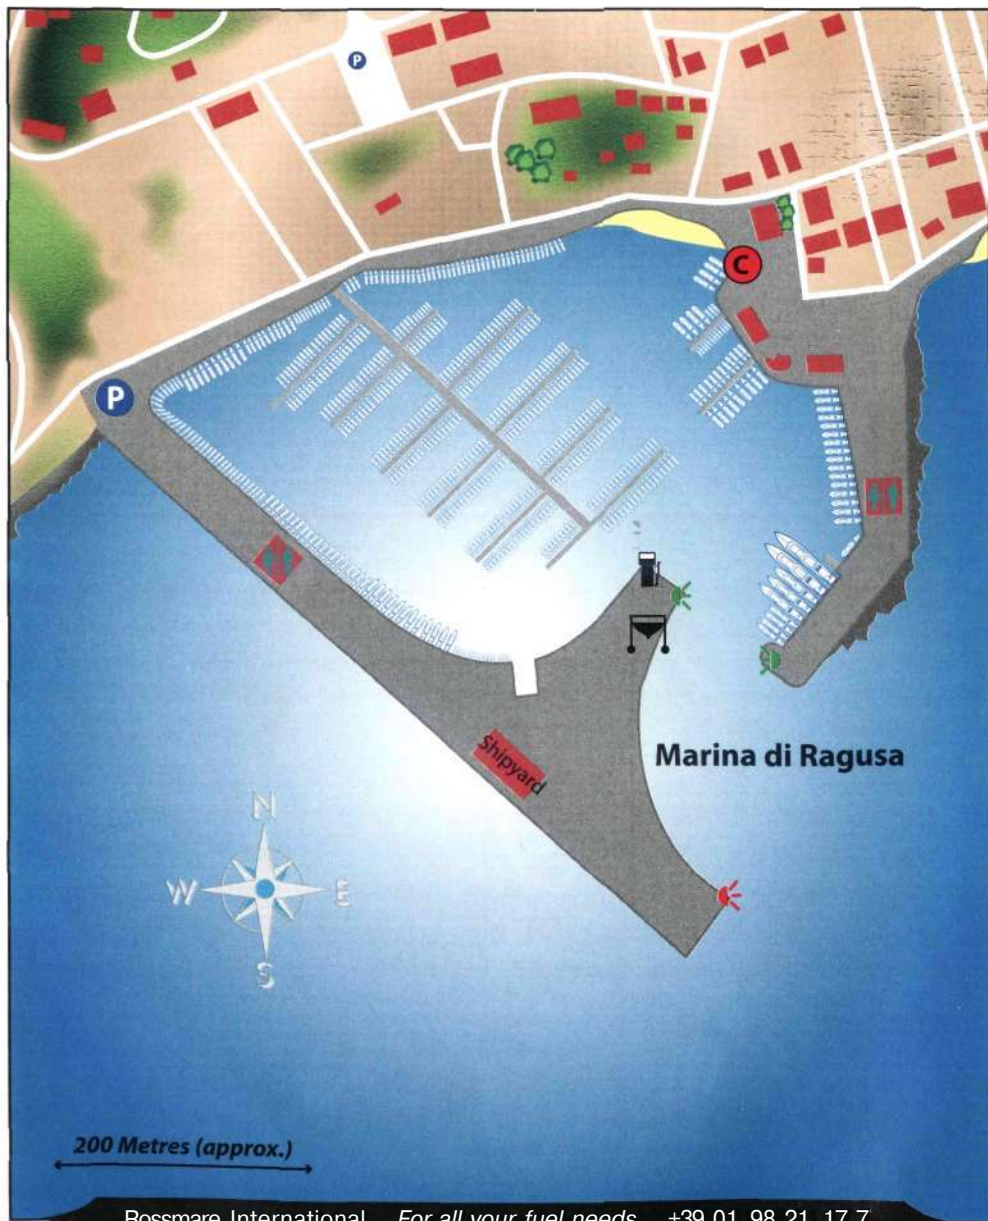 P
C
P
Marina di Ragusa
Shipyard
N
W E
S
200 Metres (approx.)
Rossmare International For all your fuel needs +39 01 98 21 17 7